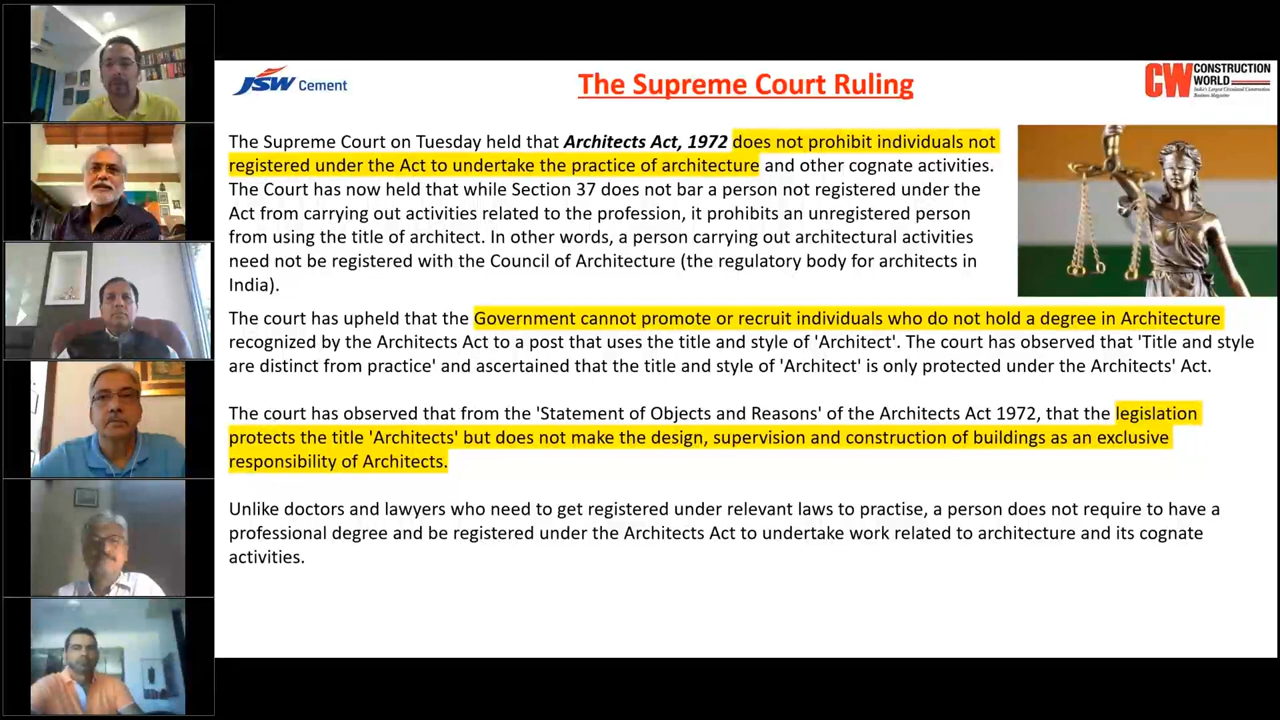 JSW Cement
The Supreme Court Ruling
CW CONSTRUCTION
WORLD
India's Largest Circulated Construction
Business Magazine
The Supreme Court on Tuesday held that Architects Act, 1972 does not prohibit individuals not
registered under the Act to undertake the practice of architecture and other cognate activities.
The Court has now held that while Section 37 does not bar a person not registered under the
Act from carrying out activities related to the profession, it prohibits an unregistered person
from using the title of architect. In other words, a person carrying out architectural activities
need not be registered with the Council of Architecture (the regulatory body for architects in
India).
The court has upheld that the Government cannot promote or recruit individuals who do not hold a degree in Architecture
recognized by the Architects Act to a post that uses the title and style of 'Architect'. The court has observed that 'Title and style
are distinct from practice' and ascertained that the title and style of 'Architect' is only protected under the Architects' Act.
The court has observed that from the 'Statement of Objects and Reasons' of the Architects Act 1972, that the legislation
protects the title 'Architects' but does not make the design, supervision and construction of buildings as an exclusive
responsibility of Architects.
Unlike doctors and lawyers who need to get registered under relevant laws to practise, a person does not require to have a
professional degree and be registered under the Architects Act to undertake work related to architecture and its cognate
activities.